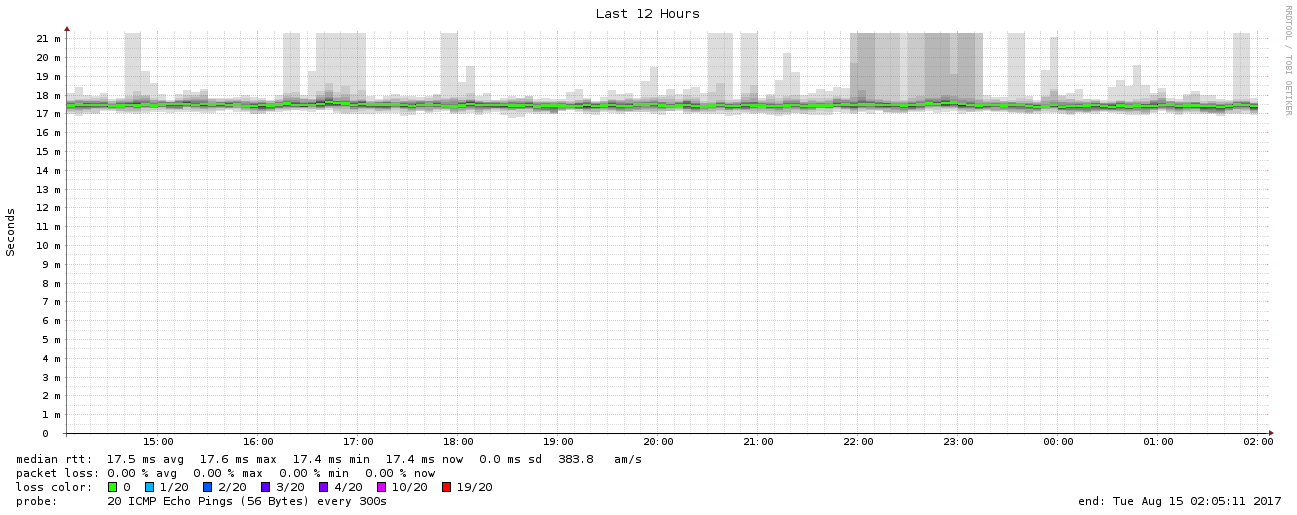 Last 12 Hours
RRDTOOL / TOBI OETIKER
Seconds
21 m
20 m
19 m
18 m
17 m
16 m
15 m
14 m
13 m
12 m
11 m
10 m
9 m
8 m
7 m
6 m
5 m
4 m
3 m
2 m
1 m
0
15:00 16:00 17:00 18:00 19:00 20:00 21:00 22:00 23:00 00:00 01:00 02:00
median rtt: 17.5 ms avg 17.6 ms max 17.4 ms min 17.4 ms now 0.0 ms sd 383.8 am/s
packet loss: 0.00 % avg 0.00 % max 0.00 % min 0.00 % now
loss color: 0 1/20 2/20 3/20 4/20 10/20 19/20
probe: 20 ICMP Echo Pings (56 Bytes) every 300s end: Tue Aug 15 02:05:11 2017